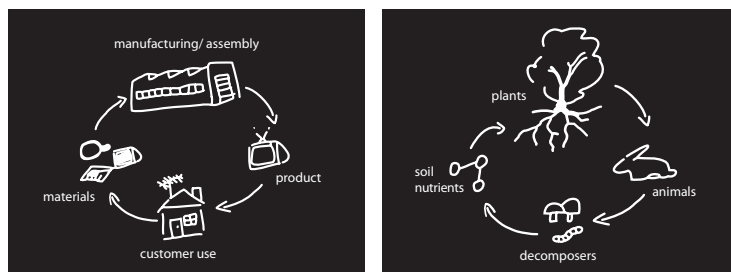 manufacturing/ assembly
product
customer use
materials
plants
animals
decomposers
soil
nutrients